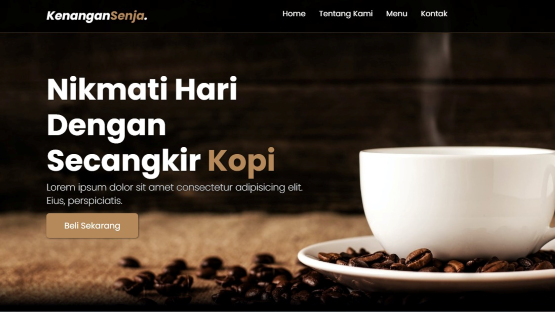 KenanganSenja.
Home Tentang Kami Menu Kontak
Nikmati Hari
Dengan
Secangkir Kopi
Lorem ipsum dolor sit amet consectetur adipisicing elit.
Eius, perspiciatis.
Beli Sekarang